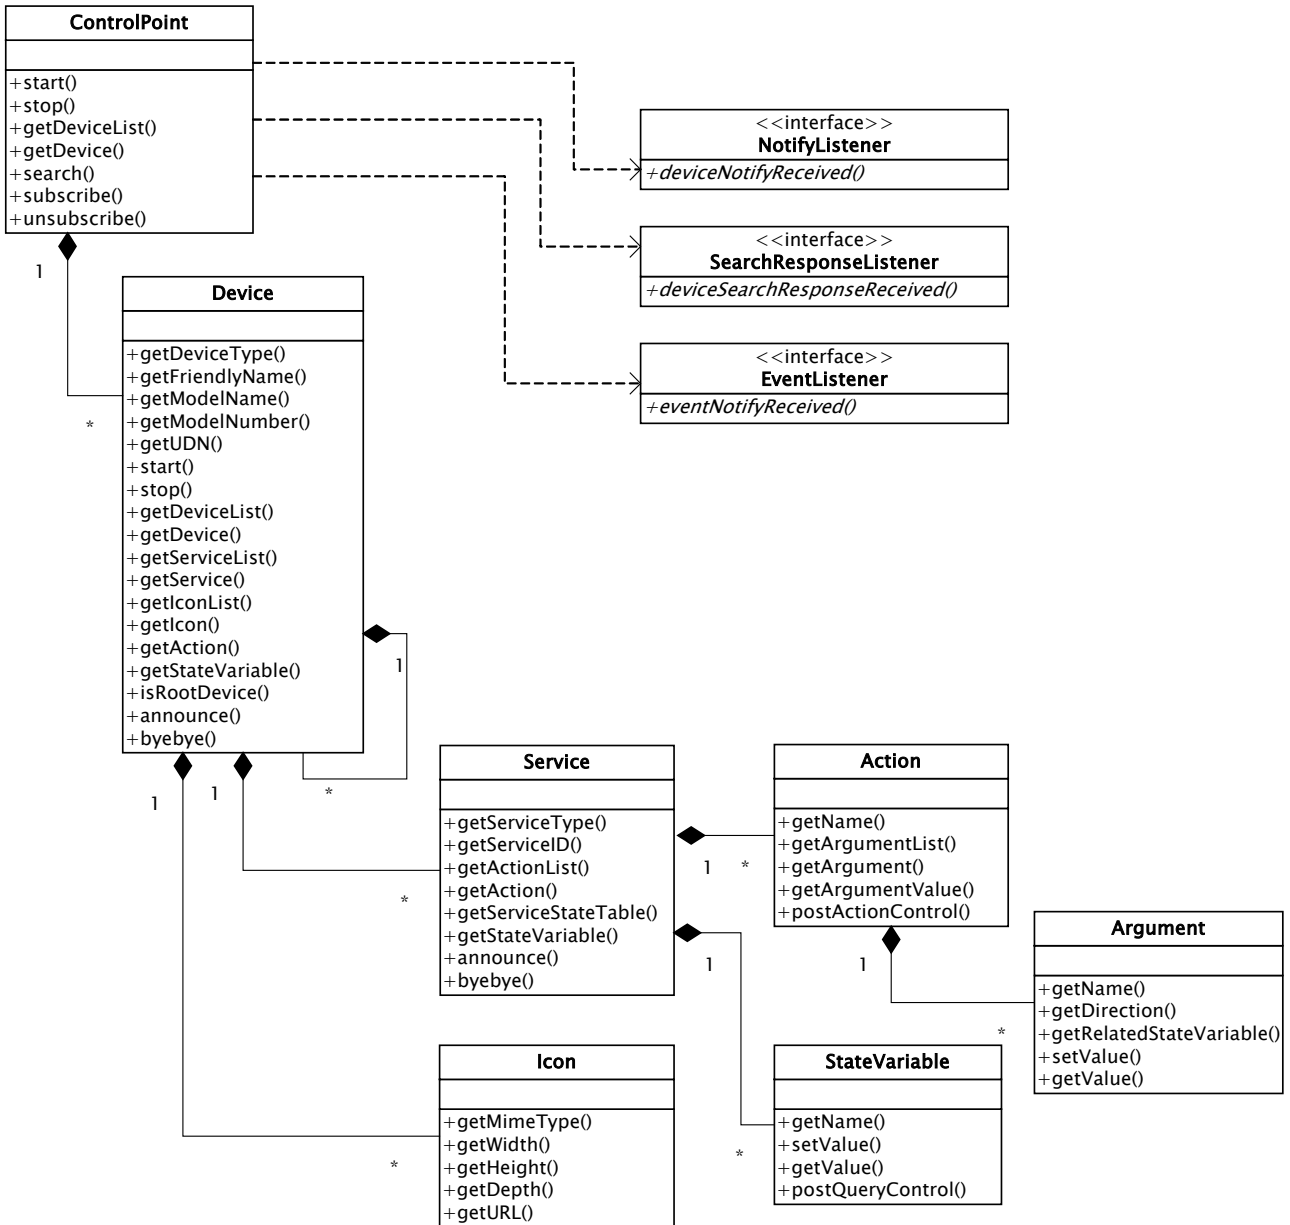 ControlPoint
+start()
+stop()
+getDeviceList()
+getDevice()
+search()
+subscribe()
+unsubscribe()
<<interface>>
NotifyListener
+deviceNotifyReceived()
<<interface>>
SearchResponseListener
+deviceSearchResponseReceived()
<<interface>>
EventListener
+eventNotifyReceived()
1
*
Device
+getDeviceType()
+getFriendlyName()
+getModelName()
+getModelNumber()
+getUDN()
+start()
+stop()
+getDeviceList()
+getDevice()
+getServiceList()
+getService()
+getIconList()
+getIcon()
+getAction()
+getStateVariable()
+isRootDevice()
+announce()
+byebye()
1
*
1
1
*
*
Service
+getServiceType()
+getServiceID()
+getActionList()
+getAction()
+getServiceStateTable()
+getStateVariable()
+announce()
+byebye()
1
*
1
*
Action
+getName()
+getArgumentList()
+getArgument()
+getArgumentValue()
+postActionControl()
1
*
Argument
+getName()
+getDirection()
+getRelatedStateVariable()
+setValue()
+getValue()
Icon
+getMimeType()
+getWidth()
+getHeight()
+getDepth()
+getURL()
StateVariable
+getName()
+setValue()
+getValue()
+postQueryControl()